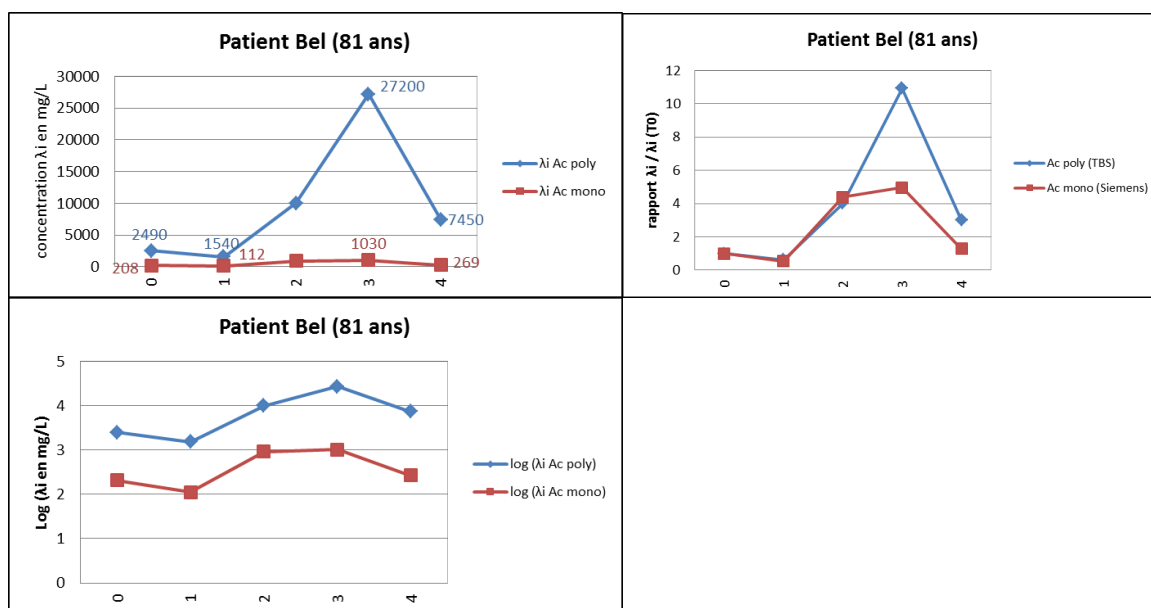 Patient Bel (81 ans)
concentration λi en mg/L
30000
25000
20000
15000
10000
5000
0
2490
1540
27200
7450
208
112
1030
269
0 1 2 3 4
λi Ac poly
λi Ac mono
Patient Bel (81 ans)
rapport λi / λi (T0)
12
10
8
6
4
2
0
0 1 2 3 4
Ac poly (TBS)
Ac mono (Siemens)
Patient Bel (81 ans)
Log (λi en mg/L)
5
4
3
2
1
0
0 1 2 3 4
log (λi Ac poly)
log (λi Ac mono)